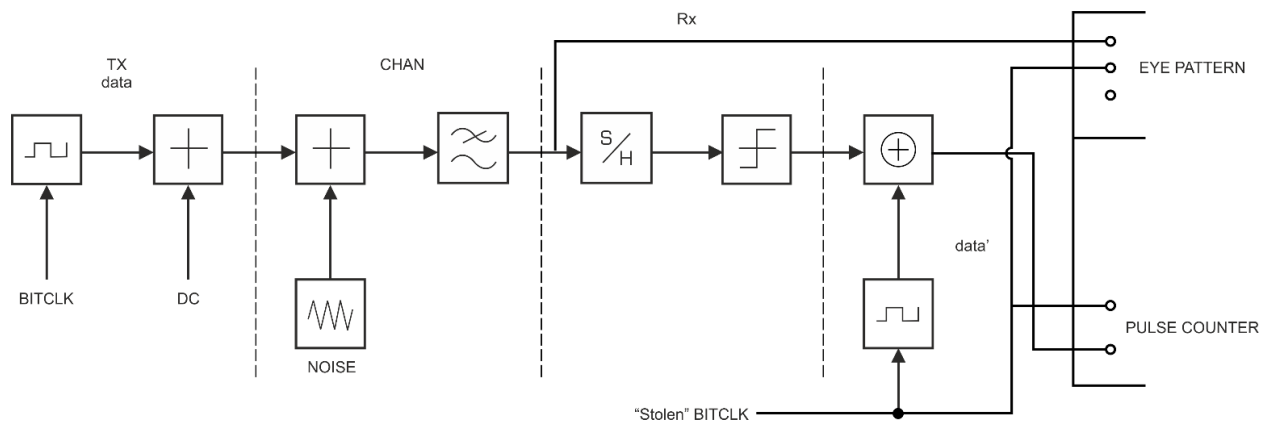 Rx
TX
data
CHAN
EYE PATTERN
S/H
data’
BITCLK
DC
NOISE
PULSE COUNTER
“Stolen” BITCLK